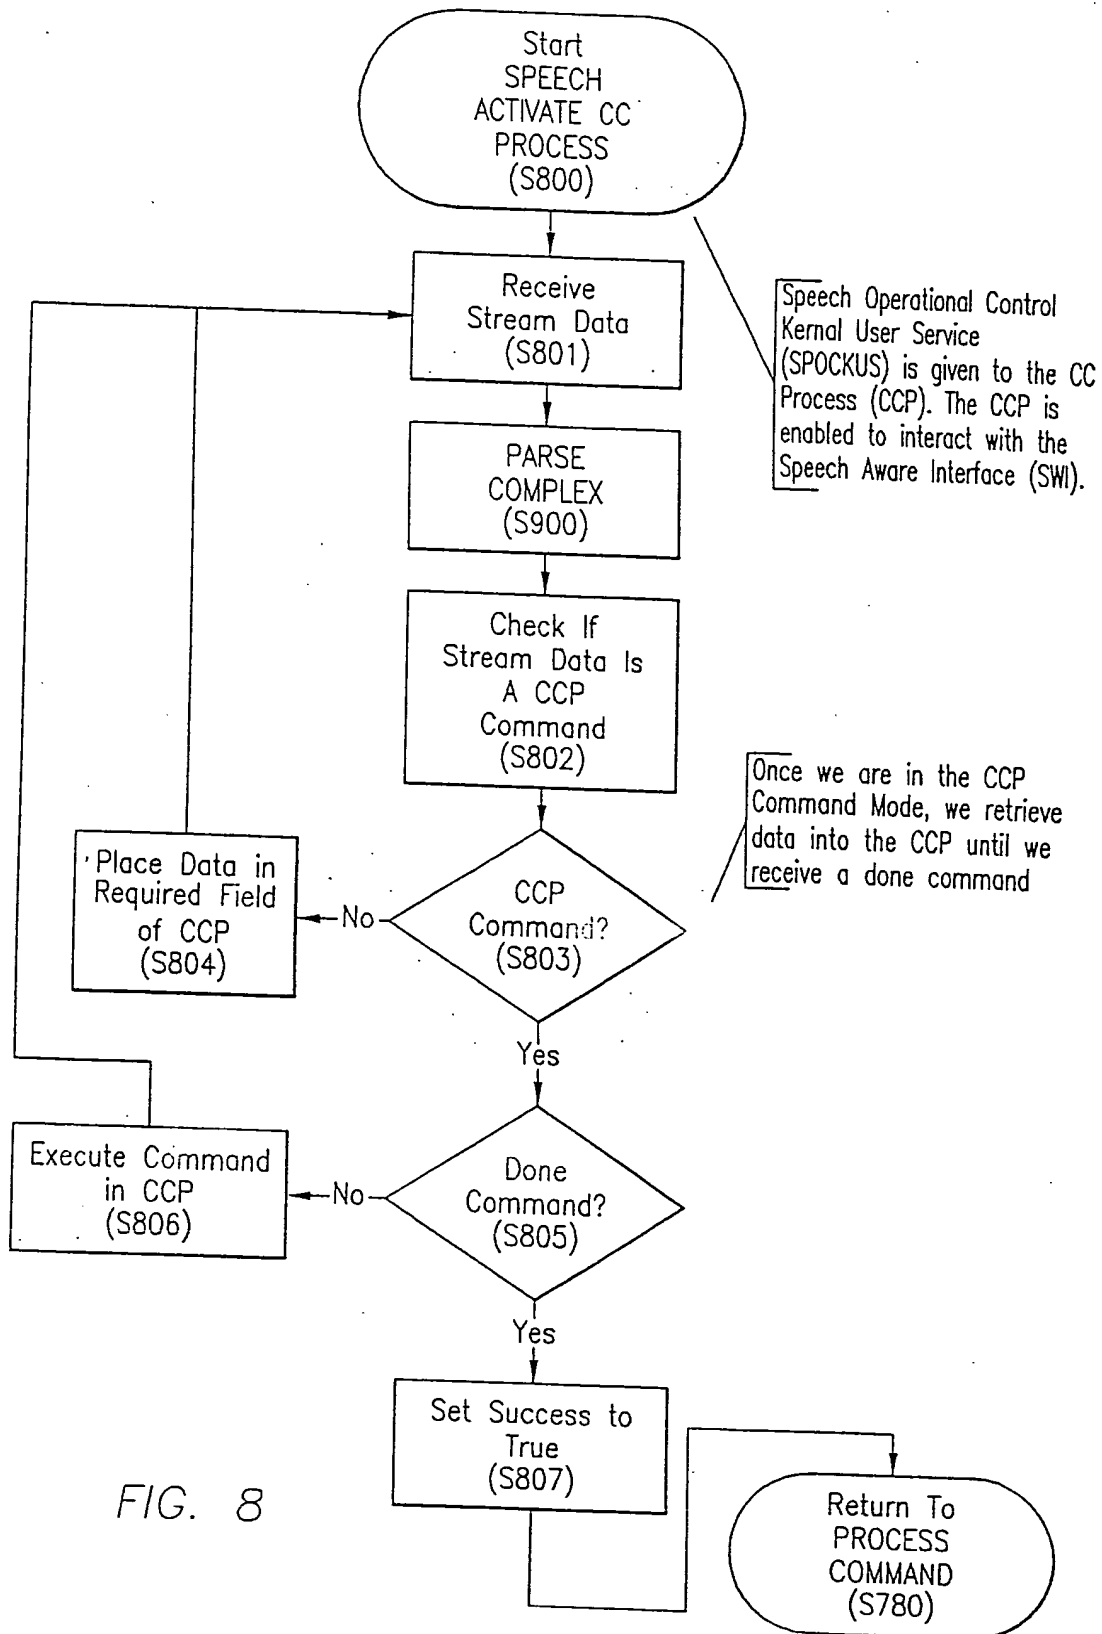 Start
SPEECH
ACTIVATE CC
PROCESS
(S800)
Receive
Stream Data
(S801)
Speech Operational Control
Kernal User Service
(SPOCKUS) is given to the CC
Process (CCP). The CCP is
enabled to interact with the
Speech Aware Interface (SWI).
PARSE
COMPLEX
(S900)
Check If
Stream Data Is
A CCP
Command
(S802)
Once we are in the CCP
Command Mode, we retrieve
data into the CCP until we
receive a done command
Place Data in
Required Field
of CCP
(S804)
No
CCP
Command?
(S803)
Yes
Execute Command
in CCP
(S806)
No
Done
Command?
(S805)
Yes
Set Success to
True
(S807)
FIG. 8
Return To
PROCESS
COMMAND
(S780)